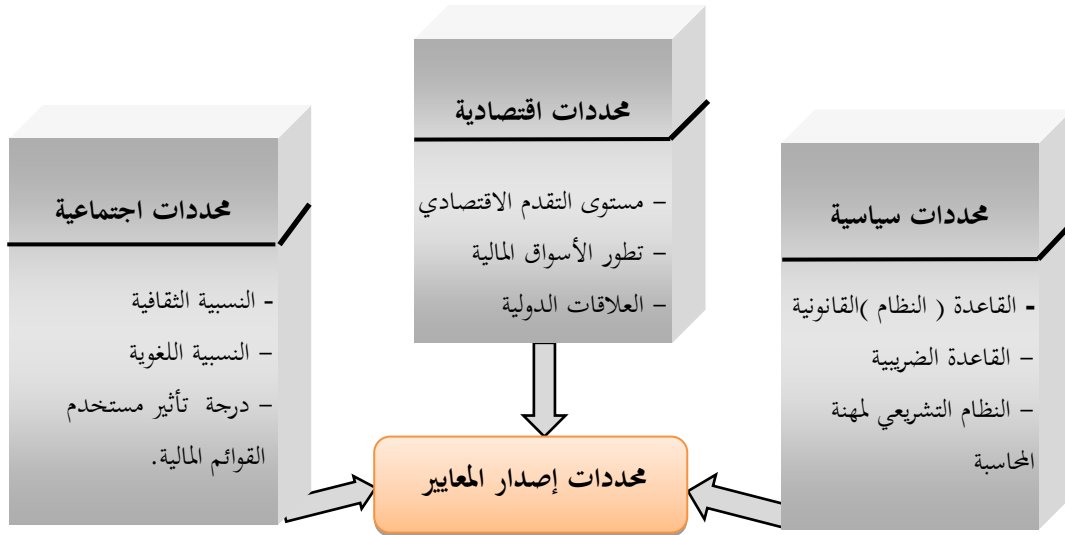 محددات اقتصادية
- مستوى التقدم الاقتصادي
- تطور الأسواق المالية
- العلاقات الدولية
محددات سياسية
- القاعدة ( النظام )القانونية
- القاعدة الضريبية
- النظام التشريعي لمهنة
المحاسبة
محددات اجتماعية
- النسبية الثقافية
- النسبية اللغوية
- درجة تأثير مستخدم
القوائم المالية.
محددات إصدار المعايير